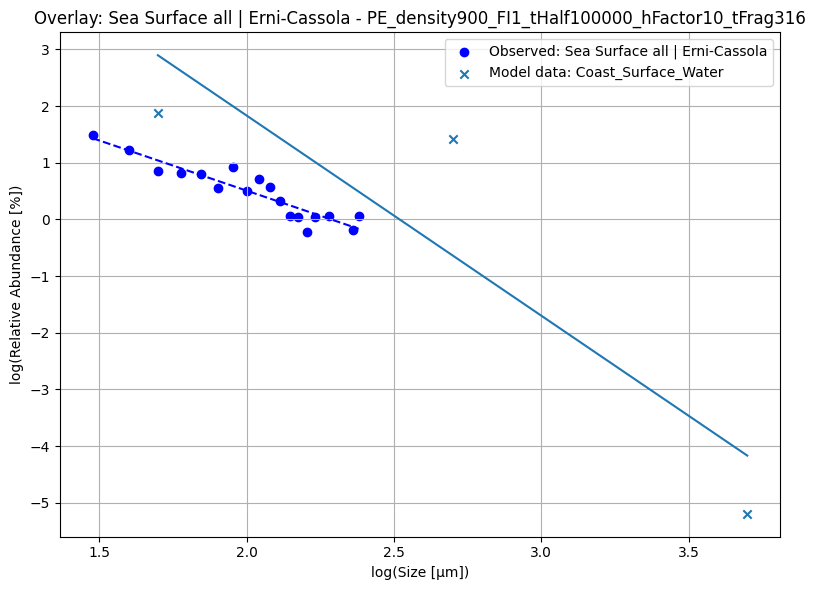 Overlay: Sea Surface all | Erni-Cassola - PE_density900_FI1_tHalf100000_hFactor10_tFrag316
Observed: Sea Surface all | Erni-Cassola
Model data: Coast_Surface_Water
log(Relative Abundance [%])
3
2
1
0
−1
−2
−3
−4
−5
1.5
2.0
2.5
3.0
3.5
log(Size [µm])